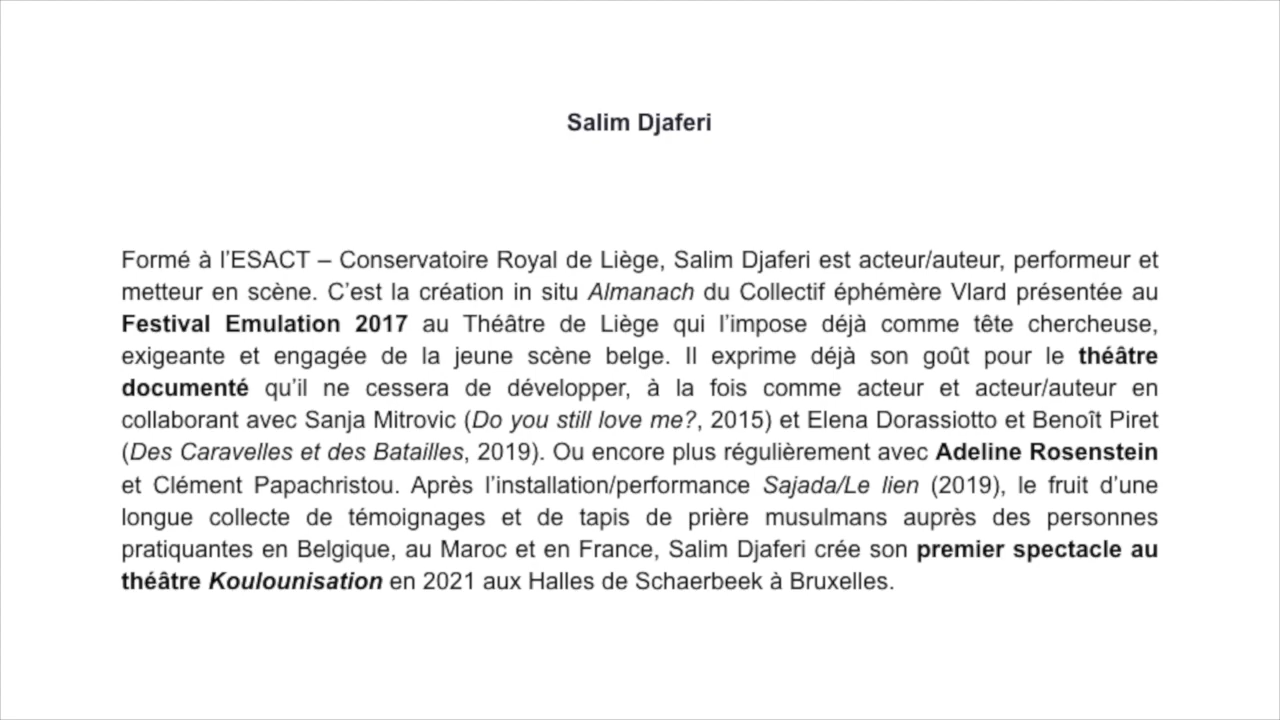 Salim Djaferi
Formé à l’ESACT – Conservatoire Royal de Liège, Salim Djaferi est acteur/auteur, performeur et
metteur en scène. C’est la création in situ Almanach du Collectif éphémère Vlard présentée au
Festival Emulation 2017 au Théâtre de Liège qui l’impose déjà comme tête chercheuse,
exigeante et engagée de la jeune scène belge. Il exprime déjà son goût pour le théâtre
documenté qu’il ne cessera de développer, à la fois comme acteur et acteur/auteur en
collaborant avec Sanja Mitrovic (Do you still love me?, 2015) et Elena Dorassiotto et Benoît Piret
(Des Caravelles et des Batailles, 2019). Ou encore plus régulièrement avec Adeline Rosenstein
et Clément Papachristou. Après l’installation/performance Sajada/Le lien (2019), le fruit d’une
longue collecte de témoignages et de tapis de prière musulmans auprès des personnes
pratiquantes en Belgique, au Maroc et en France, Salim Djaferi crée son premier spectacle au
théâtre Koulounisation en 2021 aux Halles de Schaerbeek à Bruxelles.